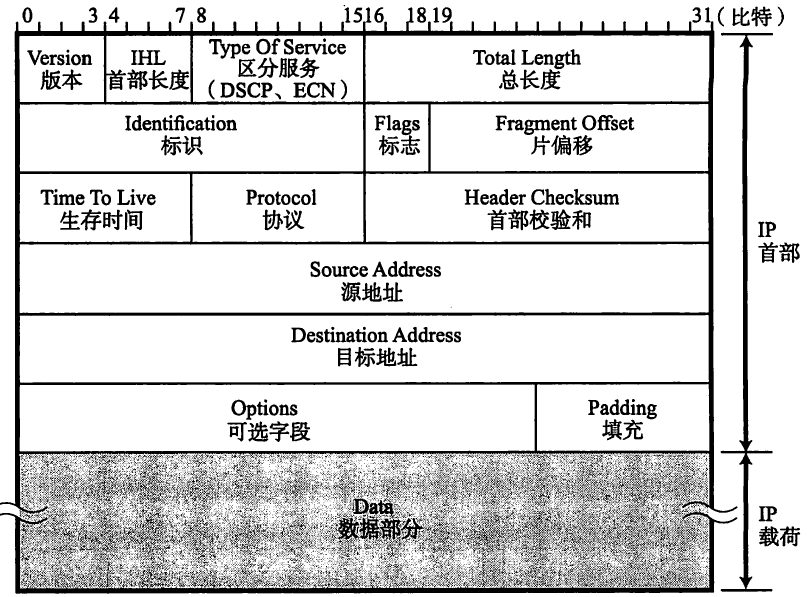 0 3 4 7 8 15 16 18 19 31 (比特)
Version IHL Type Of Service Total Length
版本 首部长度 区分服务 总长度
(DSCP、ECN)
Identification Flags Fragment Offset
标识 标志 片偏移
Time To Live Protocol Header Checksum
生存时间 协议 首部校验和
IP
首部
Source Address
源地址
Destination Address
目标地址
Options Padding
可选字段 填充
Data IP
数据部分 载荷